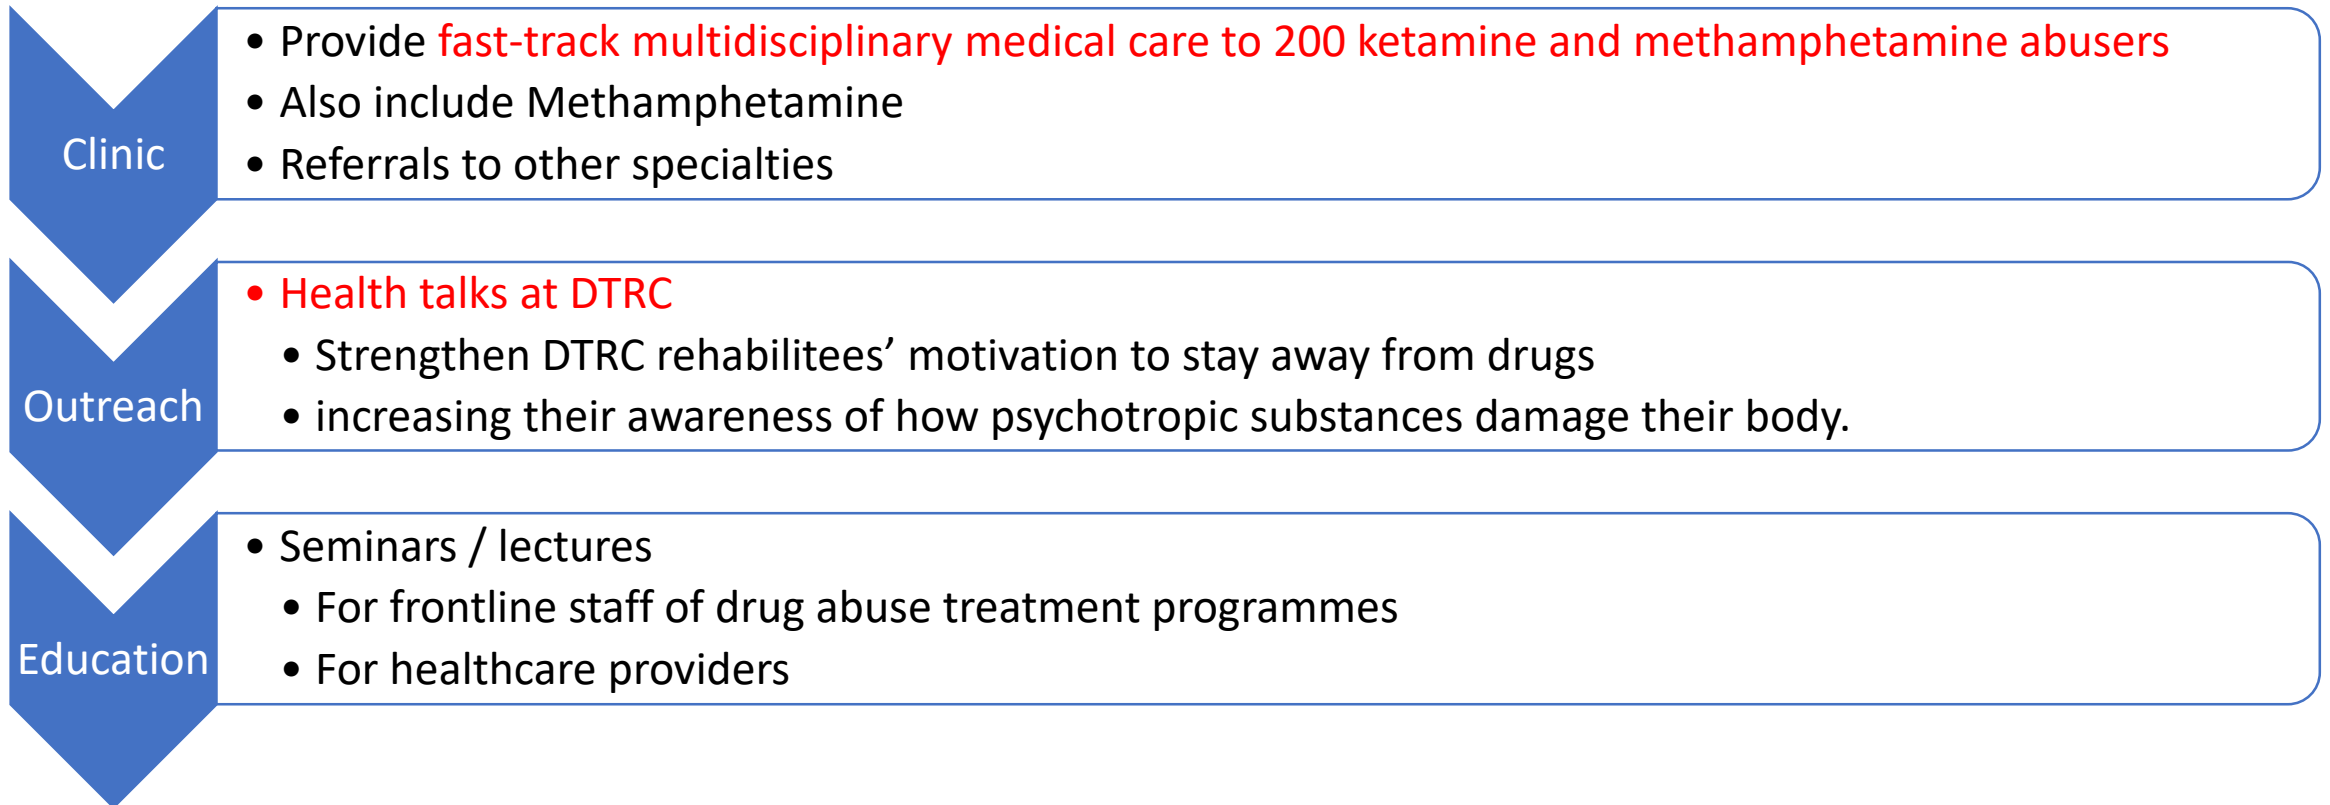 Clinic
• Provide fast-track multidisciplinary medical care to 200 ketamine and methamphetamine abusers
• Also include Methamphetamine
• Referrals to other specialties
Outreach
• Health talks at DTRC
• Strengthen DTRC rehabilitees’ motivation to stay away from drugs
• increasing their awareness of how psychotropic substances damage their body.
Education
• Seminars / lectures
• For frontline staff of drug abuse treatment programmes
• For healthcare providers